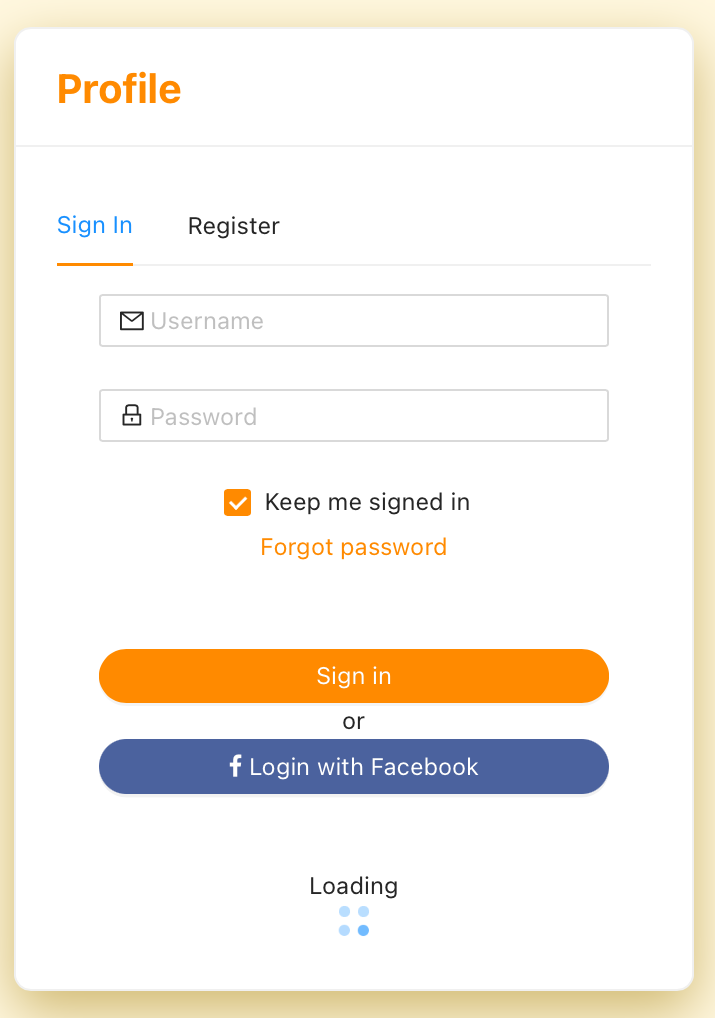 Profile
Sign In Register
Username
Password
Keep me signed in
Forgot password
Sign in
or
Login with Facebook
Loading